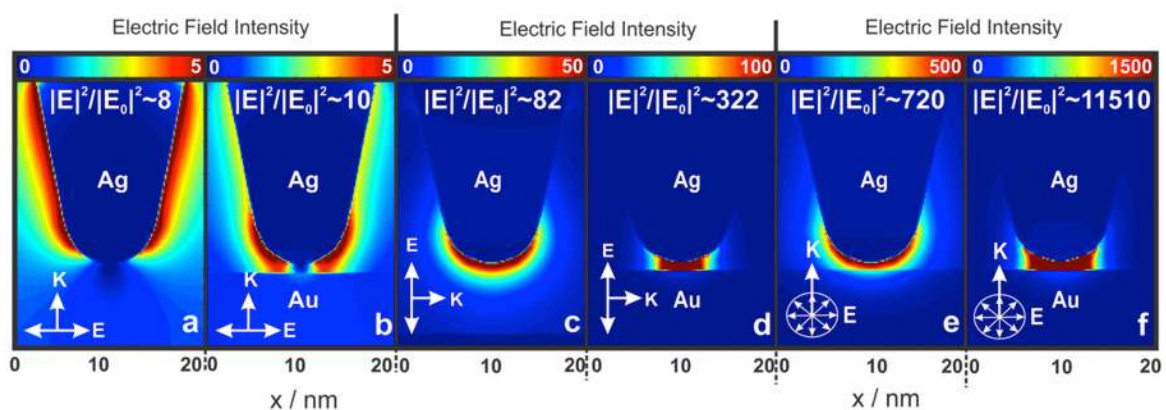 Electric Field Intensity Electric Field Intensity Electric Field Intensity
0 5 0 5 0 50 0 100 0 500 0 1500
|E|²/|E₀|²~8 |E|²/|E₀|²~10 |E|²/|E₀|²~82 |E|²/|E₀|²~322 |E|²/|E₀|²~720 |E|²/|E₀|²~11510
Ag Ag Ag Ag Ag Ag
E E K K
K K K K
Au Au Au
E E E E
a b c d e f
0 10 20 0 10 20 0 10 20 0 10 20 0 10 20 0 10 20
x / nm x / nm x / nm